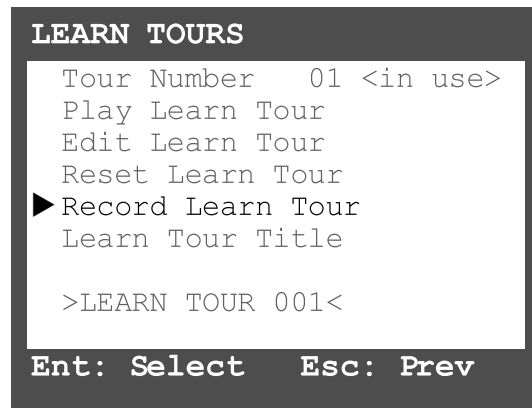 LEARN TOURS
Tour Number 01 <in use>
Play Learn Tour
Edit Learn Tour
Reset Learn Tour
Record Learn Tour
Learn Tour Title
>LEARN TOUR 001<
Ent: Select Esc: Prev